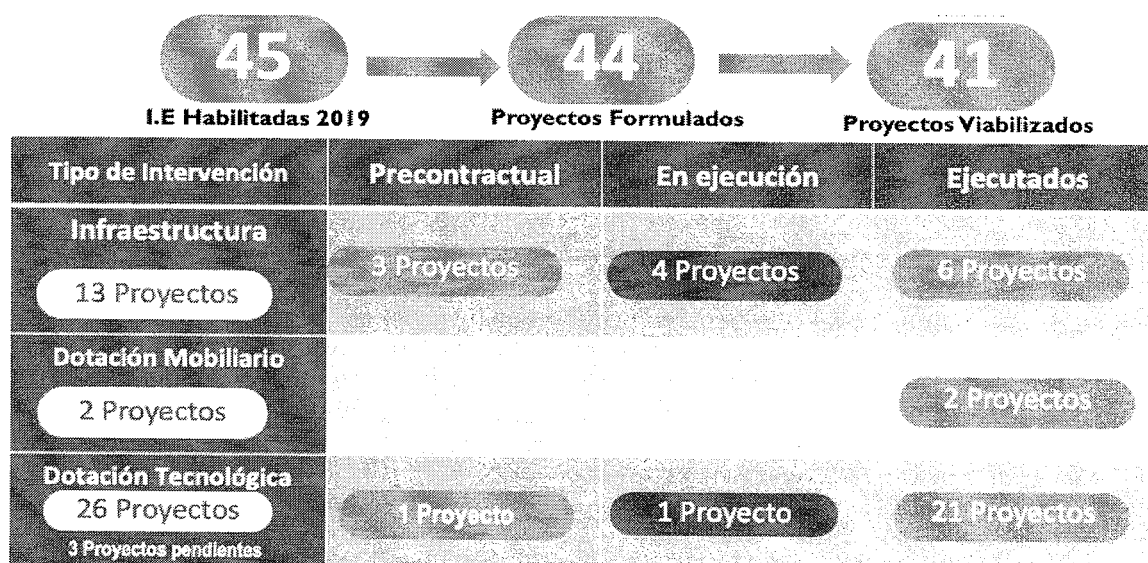 45
44
41
I.E Habilitadas 2019
Proyectos Formulados
Proyectos Viabilizados
Tipo de Intervención
Precontractual
En ejecución
Ejecutados
Infraestructura
13 Proyectos
3 Proyectos
4 Proyectos
6 Proyectos
Dotación Mobiliario
2 Proyectos
2 Proyectos
Dotación Tecnológica
26 Proyectos
3 Proyectos pendientes
1 Proyecto
1 Proyecto
21 Proyectos